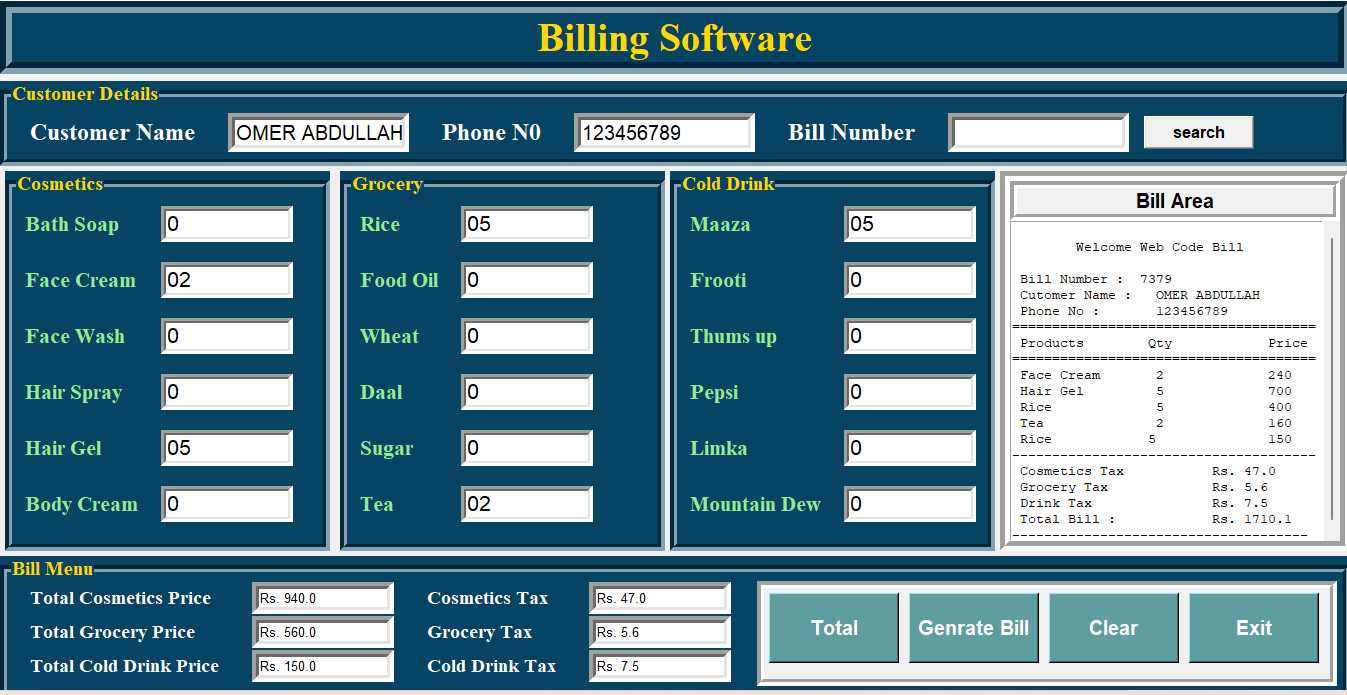 Billing Software
Customer Details
Customer Name OMER ABDULLAH Phone N0 123456789 Bill Number search
Cosmetics
Bath Soap 0
Face Cream 02
Face Wash 0
Hair Spray 0
Hair Gel 05
Body Cream 0
Grocery
Rice 05
Food Oil 0
Wheat 0
Daal 0
Sugar 0
Tea 02
Cold Drink
Maaza 05
Frooti 0
Thums up 0
Pepsi 0
Limka 0
Mountain Dew 0
Bill Area
Welcome Web Code Bill
Bill Number : 7379
Cutomer Name : OMER ABDULLAH
Phone No : 123456789
======================================
Products Qty Price
======================================
Face Cream 2 240
Hair Gel 5 700
Rice 5 400
Tea 2 160
Rice 5 150
--------------------------------------
Cosmetics Tax Rs. 47.0
Grocery Tax Rs. 5.6
Drink Tax Rs. 7.5
Total Bill : Rs. 1710.1
-------------------------------------
Bill Menu
Total Cosmetics Price Rs. 940.0 Cosmetics Tax Rs. 47.0
Total Grocery Price Rs. 560.0 Grocery Tax Rs. 5.6
Total Cold Drink Price Rs. 150.0 Cold Drink Tax Rs. 7.5
Total Genrate Bill Clear Exit